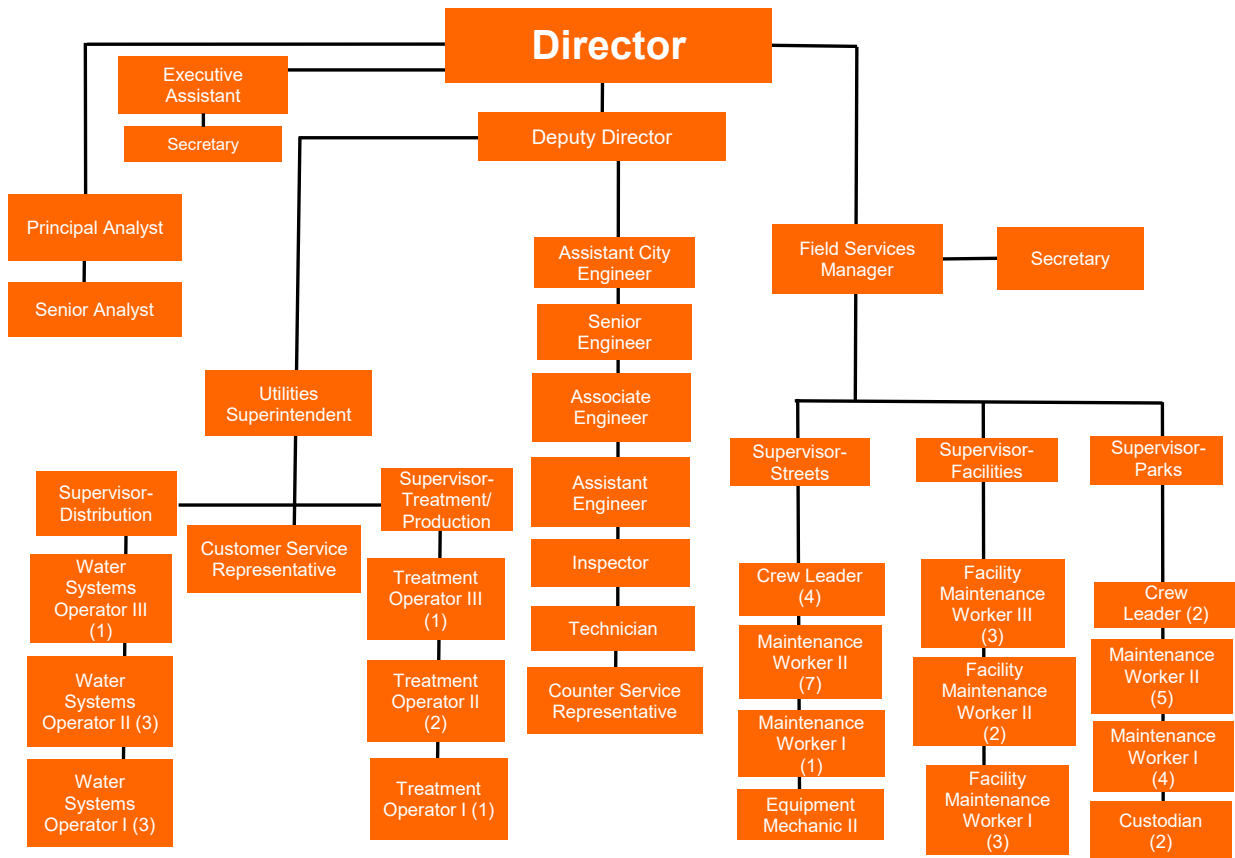 Director
Executive
Assistant
Secretary
Deputy Director
Principal Analyst
Senior Analyst
Assistant City
Engineer
Senior
Engineer
Associate
Engineer
Assistant
Engineer
Inspector
Technician
Counter Service
Representative
Field Services
Manager
Secretary
Utilities
Superintendent
Supervisor-
Distribution
Supervisor-
Treatment/
Production
Customer Service
Representative
Water
Systems
Operator III
(1)
Water
Systems
Operator II (3)
Water
Systems
Operator I (3)
Treatment
Operator III
(1)
Treatment
Operator II
(2)
Treatment
Operator I (1)
Supervisor-
Streets
Crew Leader
(4)
Maintenance
Worker II
(7)
Maintenance
Worker I
(1)
Equipment
Mechanic II
Supervisor-
Facilities
Facility
Maintenance
Worker III
(3)
Facility
Maintenance
Worker II
(2)
Facility
Maintenance
Worker I
(3)
Supervisor-
Parks
Crew
Leader (2)
Maintenance
Worker II
(5)
Maintenance
Worker I
(4)
Custodian
(2)